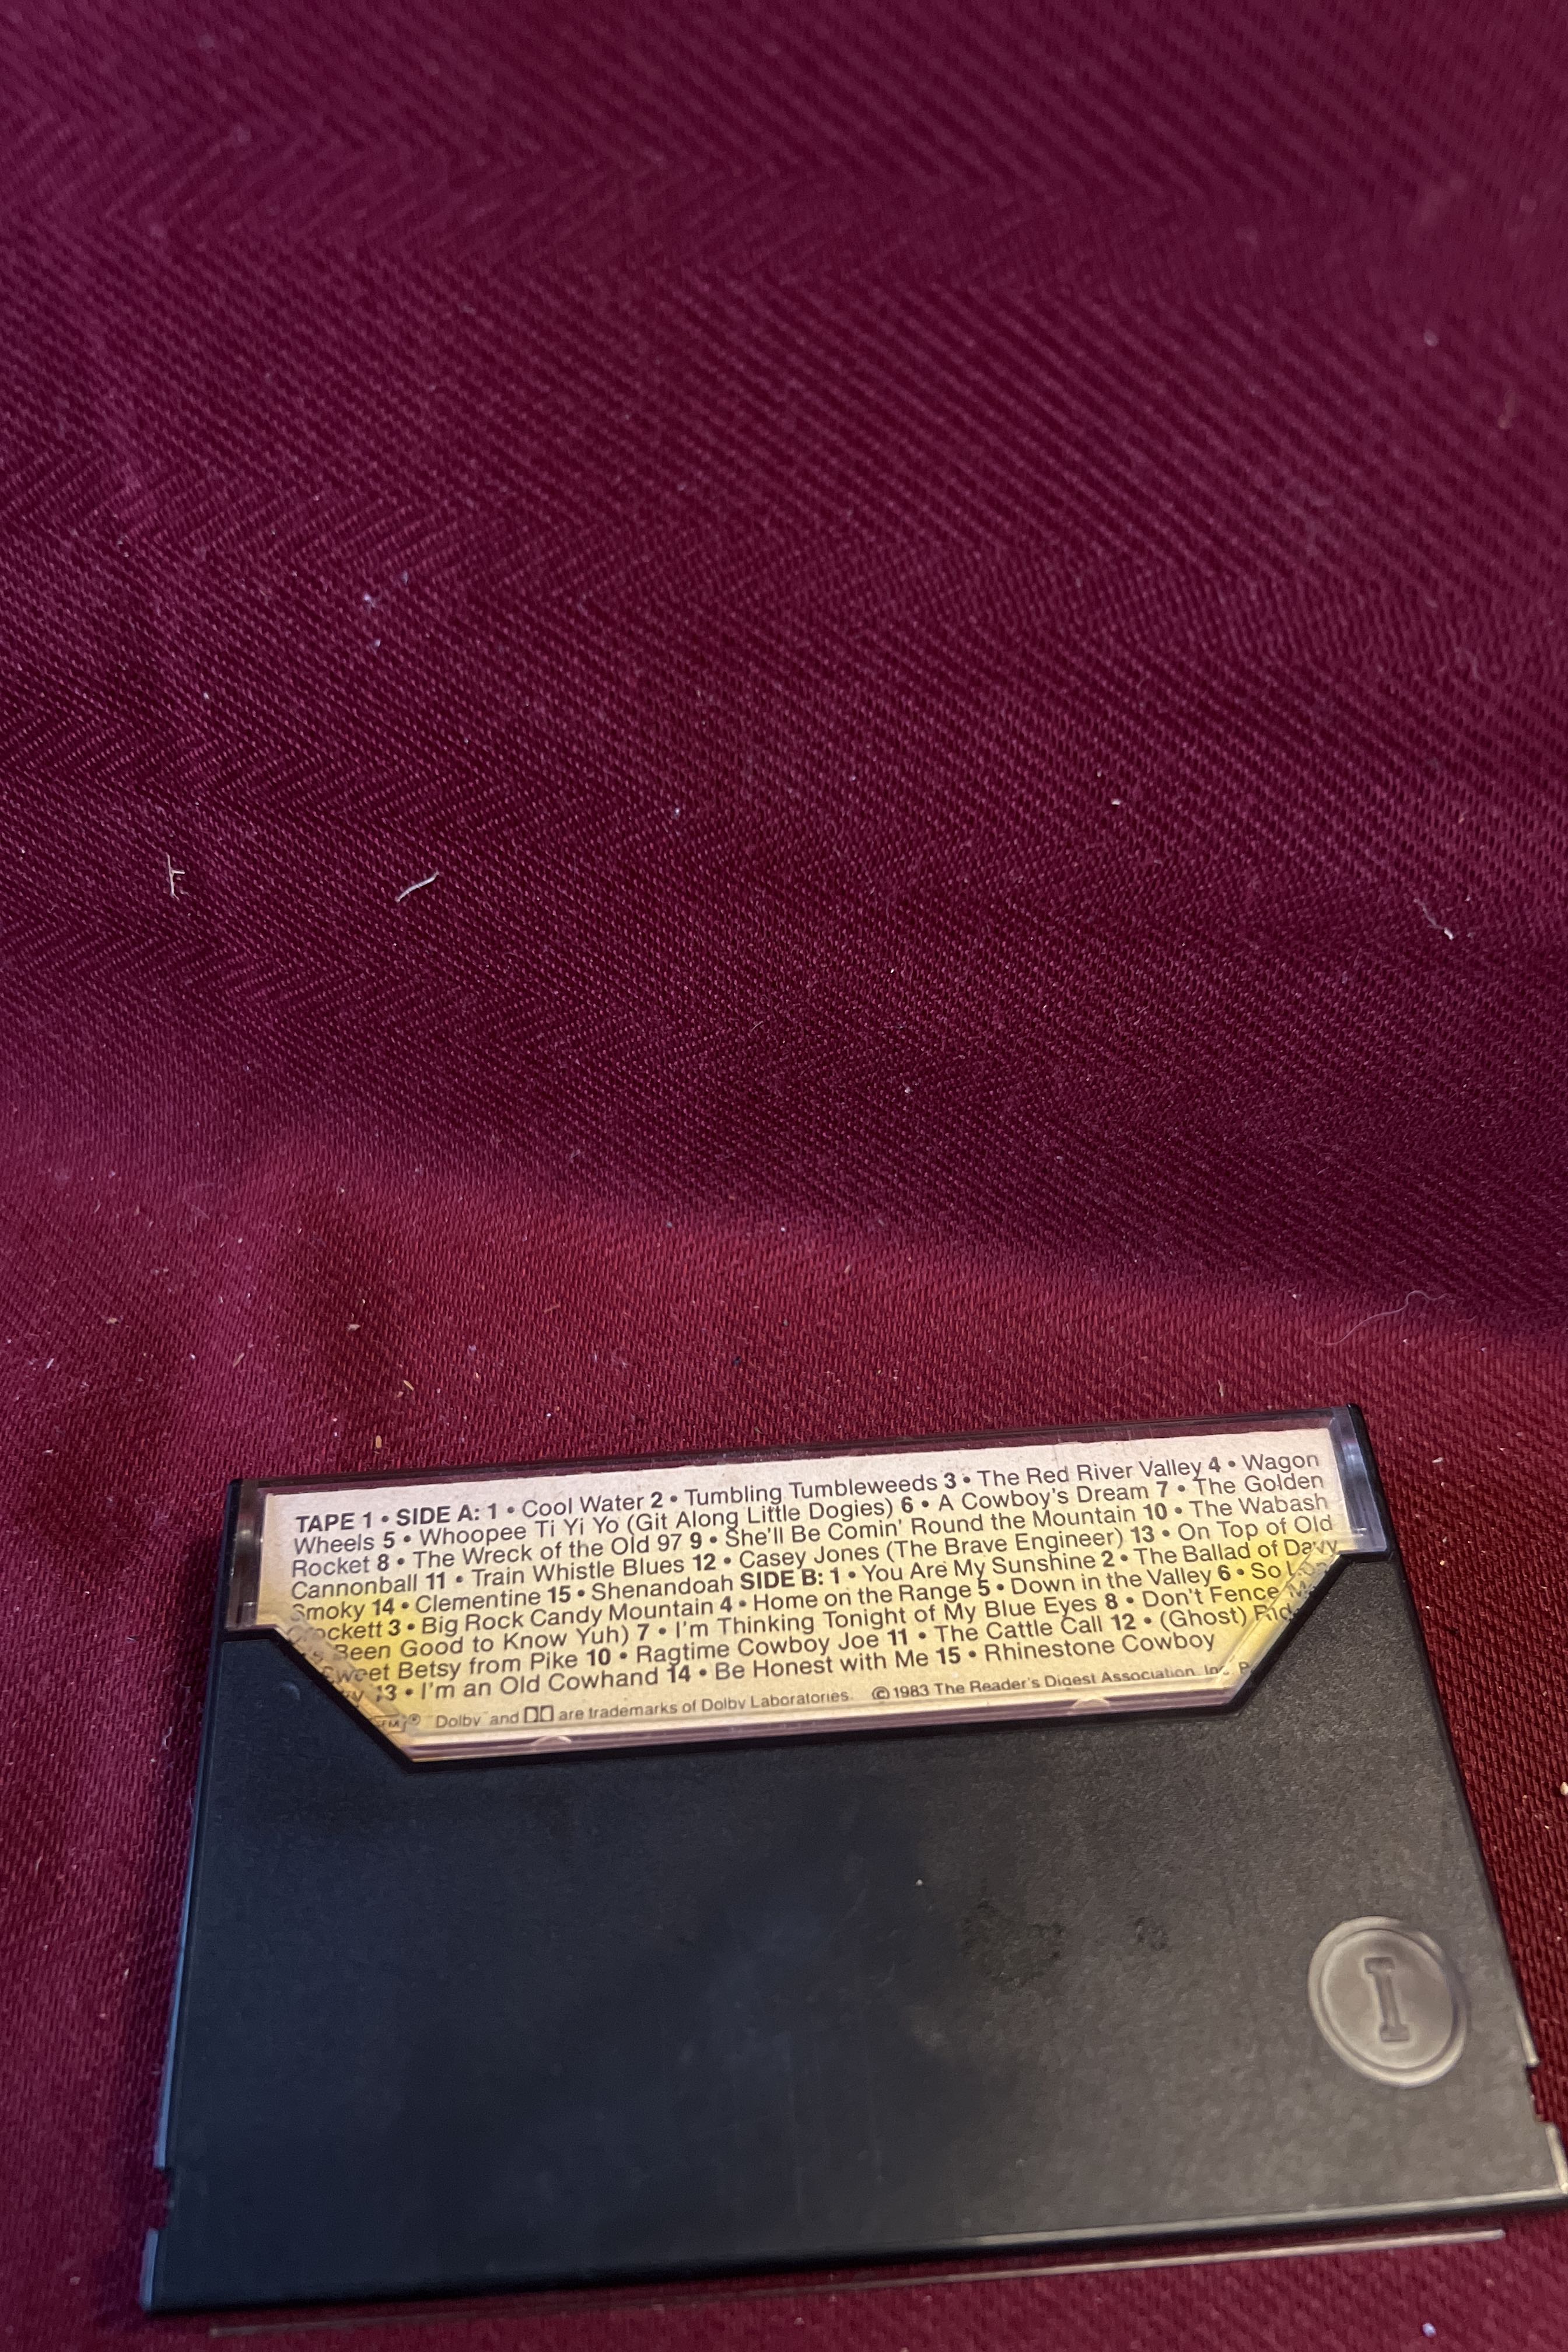 TAPE 1 • SIDE A: 1 • Cool Water 2 • Tumbling Tumbleweeds 3 • The Red River Valley 4 • Wagon
Wheels 5 • Whoopee Ti Yi Yo (Git Along Little Dogies) 6 • A Cowboy's Dream 7 • The Golden
Rocket 8 • The Wreck of the Old 97 9 • She'll Be Comin' Round the Mountain 10 • The Wabash
Cannonball 11 • Train Whistle Blues 12 • Casey Jones (The Brave Engineer) 13 • On Top of Old
Smoky 14 • Clementine 15 • Shenandoah SIDE B: 1 • You Are My Sunshine 2 • The Ballad of Davy
Crockett 3 • Big Rock Candy Mountain 4 • Home on the Range 5 • Down in the Valley 6 • So
Been Good to Know Yuh) 7 • I'm Thinking Tonight of My Blue Eyes 8 • Don't Fence
Sweet Betsy from Pike 10 • Ragtime Cowboy Joe 11 • The Cattle Call 12 • (Ghost)
13 • I'm an Old Cowhand 14 • Be Honest with Me 15 • Rhinestone Cowboy
Dolby and are trademarks of Dolby Laboratories. © 1983 The Reader's Digest Association, Inc.
I